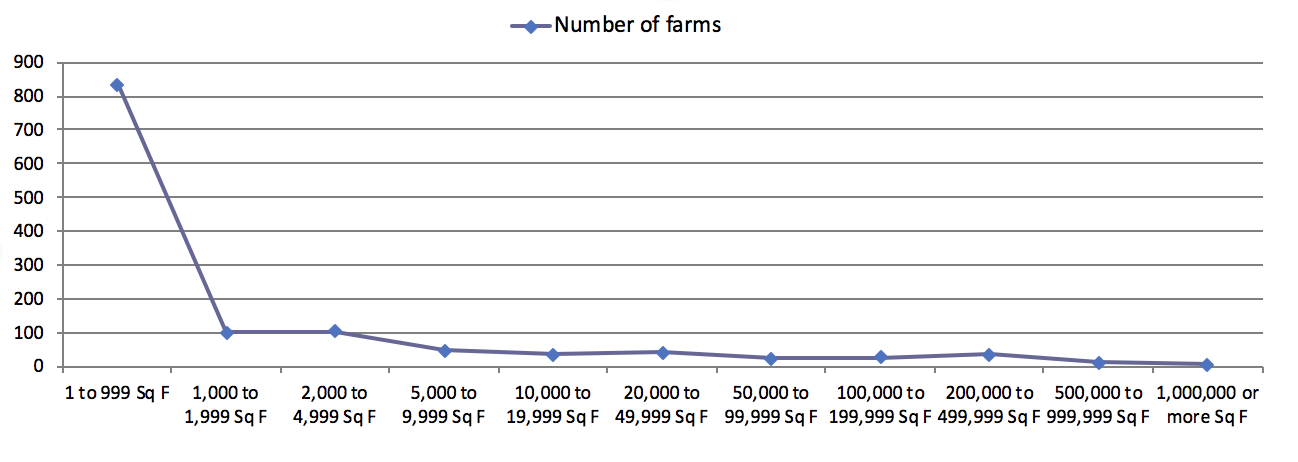 Number of farms
900
800
700
600
500
400
300
200
100
0
1 to 999 Sq F
1,000 to
1,999 Sq F
2,000 to
4,999 Sq F
5,000 to
9,999 Sq F
10,000 to
19,999 Sq F
20,000 to
49,999 Sq F
50,000 to
99,999 Sq F
100,000 to
199,999 Sq F
200,000 to
499,999 Sq F
500,000 to
999,999 Sq F
1,000,000 or
more Sq F